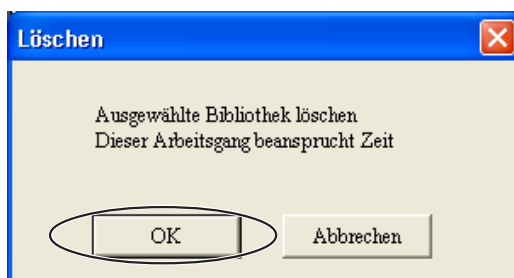 Löschen
Ausgewählte Bibliothek löschen
Dieser Arbeitsgang beansprucht Zeit
OK
Abbrechen